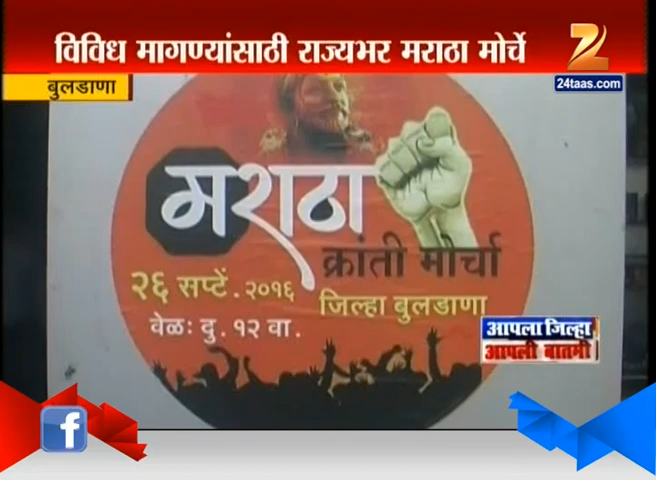 विविध मागण्यांसाठी राज्यभर मराठा मोर्चे
24taas.com
बुलडाणा
मराठा
क्रांती मोर्चा
२६ सप्टें. २०१६
जिल्हा बुलडाणा
वेळः दु. १२ वा.
आपला जिल्हा
आपली बातमी